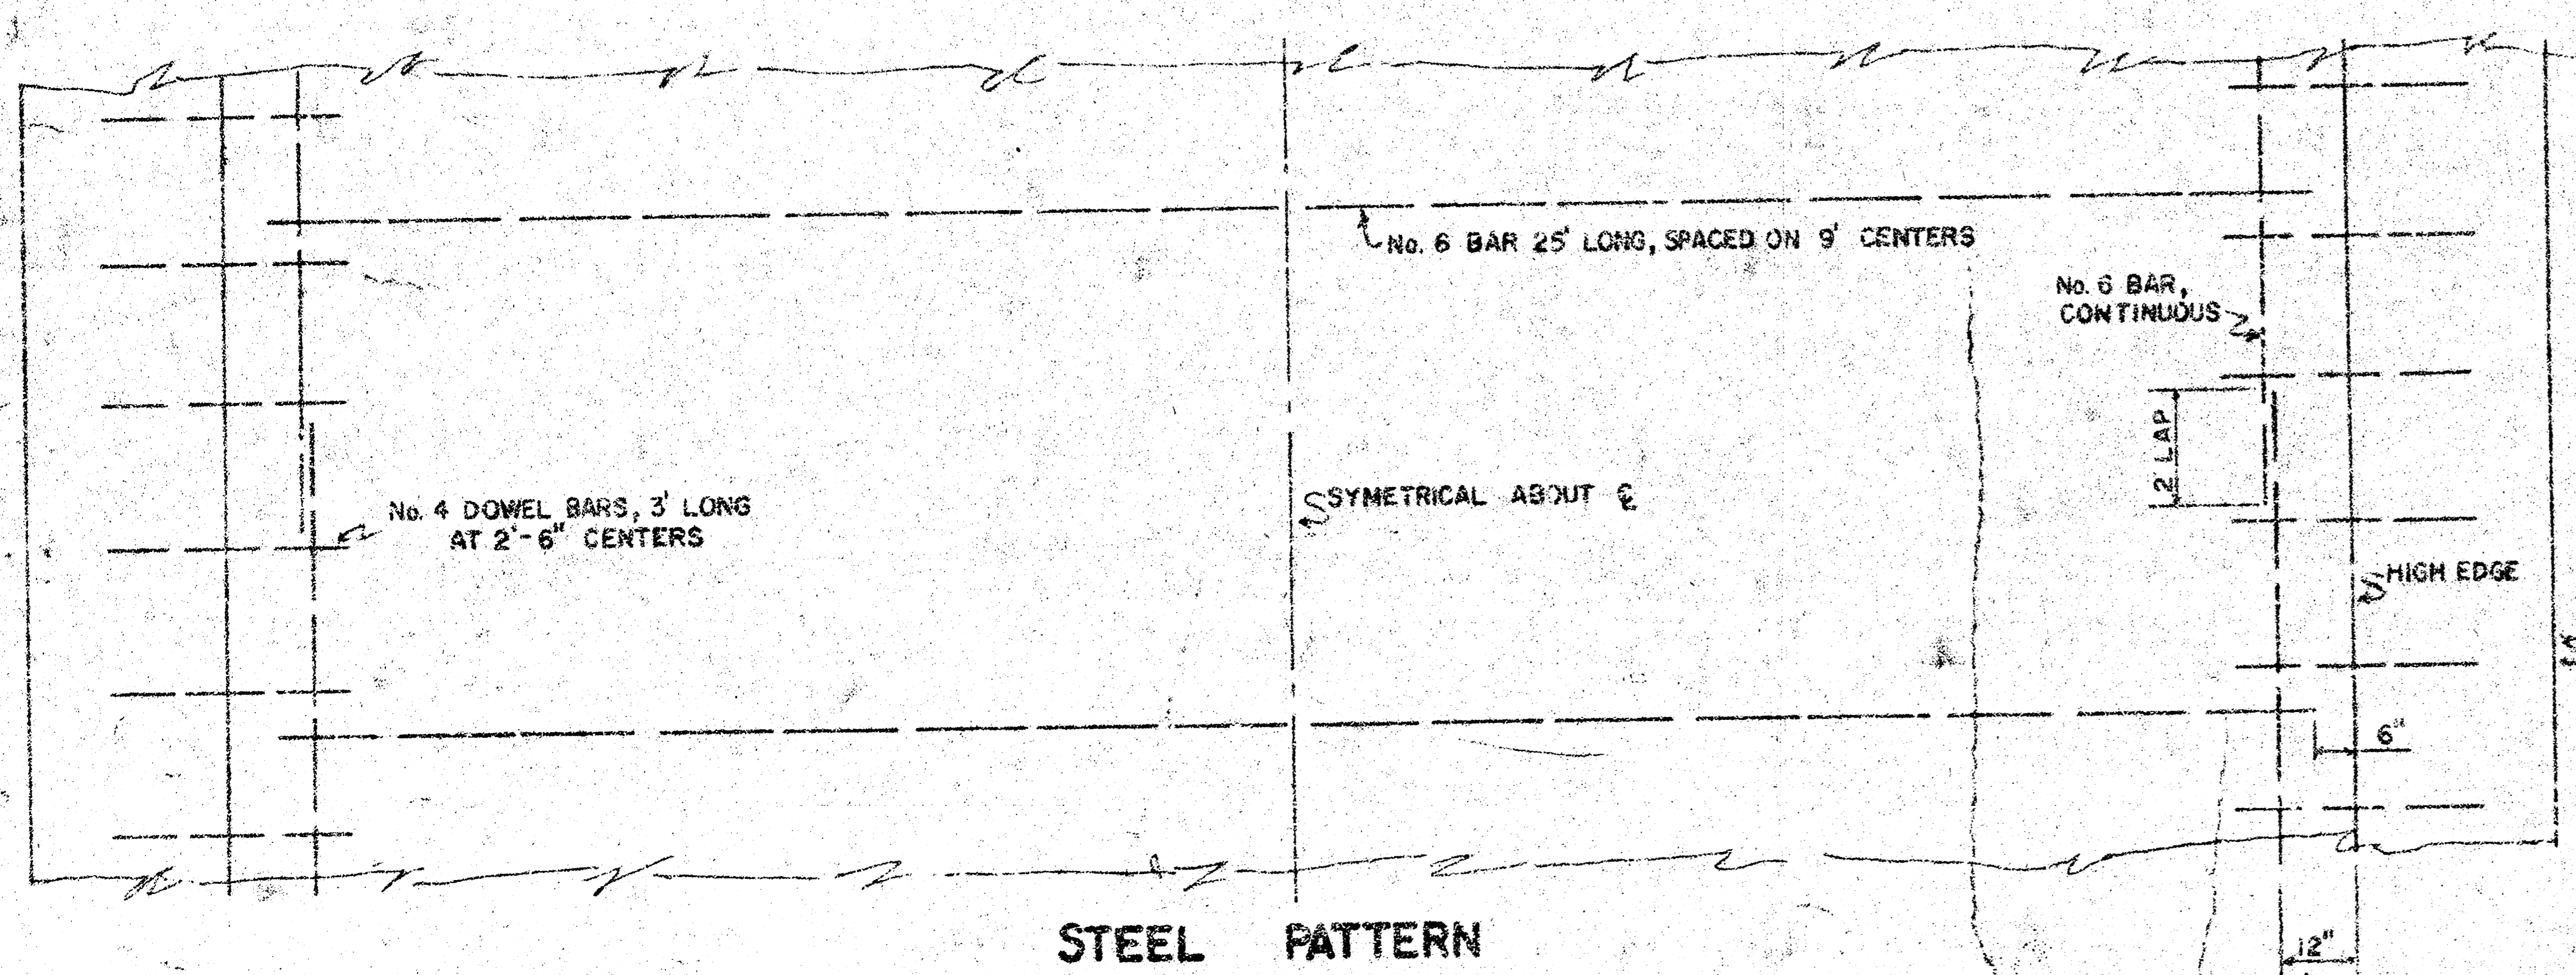 No. 6 BAR 25' LONG, SPACED ON 9' CENTERS
No. 6 BAR,
CONTINUOUS
2' LAP
No. 4 DOWEL BARS, 3' LONG
AT 2'-6" CENTERS
SYMETRICAL ABOUT ℄
HIGH EDGE
6"
STEEL PATTERN
12"